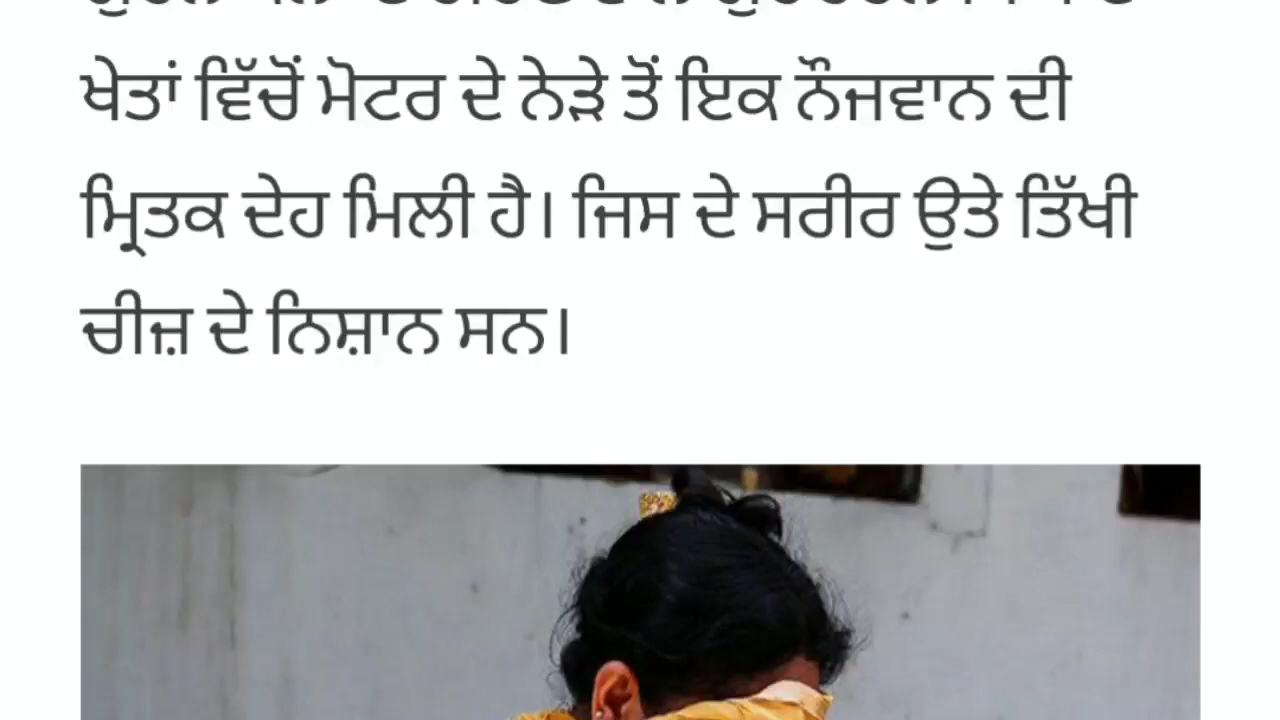 ਖੇਤਾਂ ਵਿੱਚੋਂ ਮੋਟਰ ਦੇ ਨੇੜੇ ਤੋਂ ਇਕ ਨੌਜਵਾਨ ਦੀ
ਮ੍ਰਿਤਕ ਦੇਹ ਮਿਲੀ ਹੈ। ਜਿਸ ਦੇ ਸਰੀਰ ਉਤੇ ਤਿੱਖੀ
ਚੀਜ਼ ਦੇ ਨਿਸ਼ਾਨ ਸਨ।